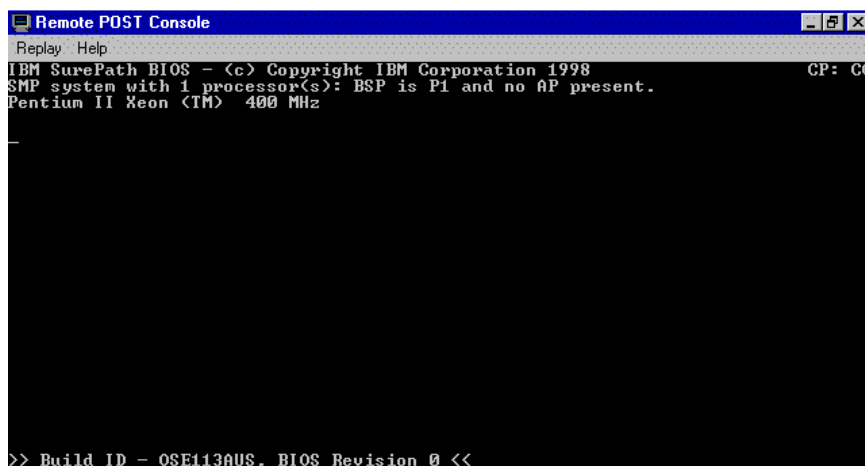 Remote POST Console
Replay Help
IBM SurePath BIOS - (c) Copyright IBM Corporation 1998 CP:
SMP system with 1 processor(s): BSP is P1 and no AP present.
Pentium II Xeon (TM) 400 MHz
>> Build ID - OSE113AUS. BIOS Revision 0 <<